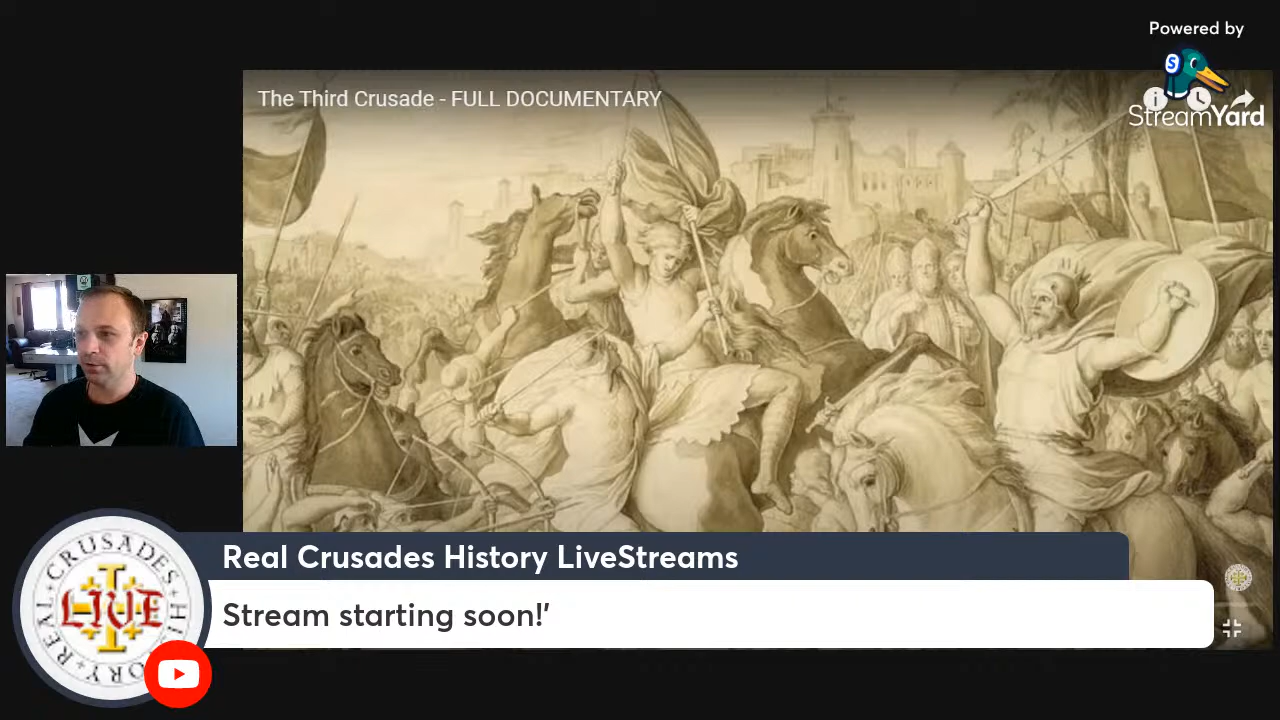 Powered by
S
StreamYard
The Third Crusade - FULL DOCUMENTARY
Real Crusades History LiveStreams
Stream starting soon!’
REAL CRUSADES HISTORY
LIVE